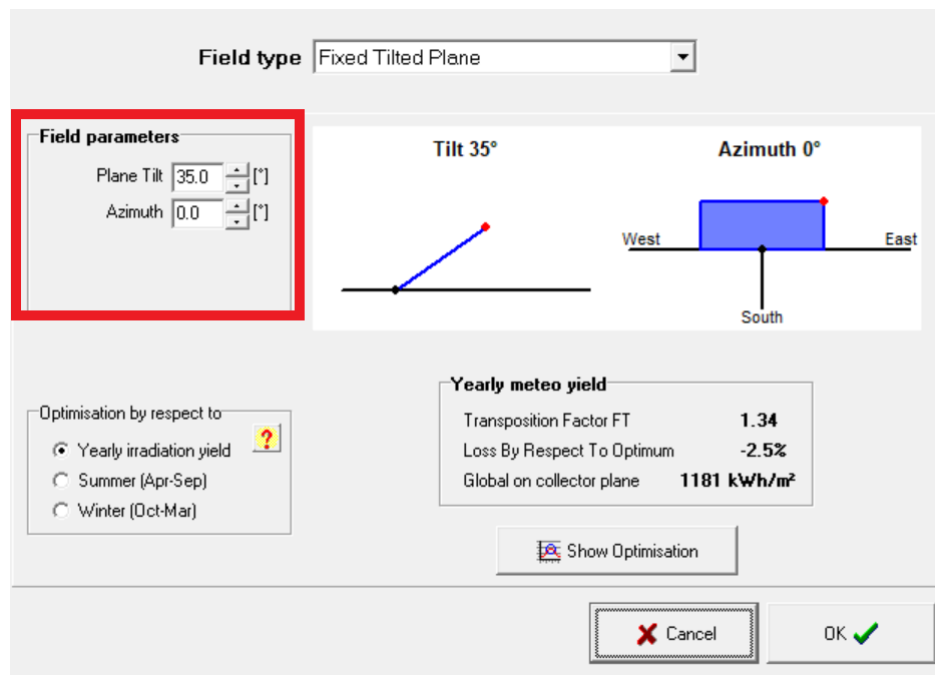 Field type Fixed Tilted Plane
Field parameters
Plane Tilt 35.0 [°]
Azimuth 0.0 [°]
Tilt 35°
Azimuth 0°
West
East
South
Optimisation by respect to
?
Yearly irradiation yield
Summer (Apr-Sep)
Winter (Oct-Mar)
Yearly meteo yield
Transposition Factor FT 1.34
Loss By Respect To Optimum -2.5%
Global on collector plane 1181 kWh/m²
Show Optimisation
Cancel
OK